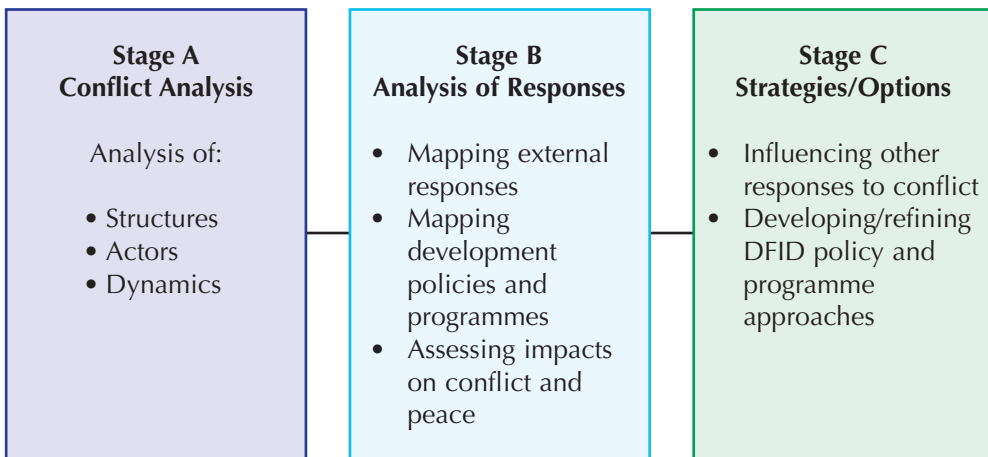 Stage A
Conflict Analysis
Analysis of:
• Structures
• Actors
• Dynamics
Stage B
Analysis of Responses
• Mapping external
responses
• Mapping
development
policies and
programmes
• Assessing impacts
on conflict and
peace
Stage C
Strategies/Options
• Influencing other
responses to conflict
• Developing/refining
DFID policy and
programme
approaches